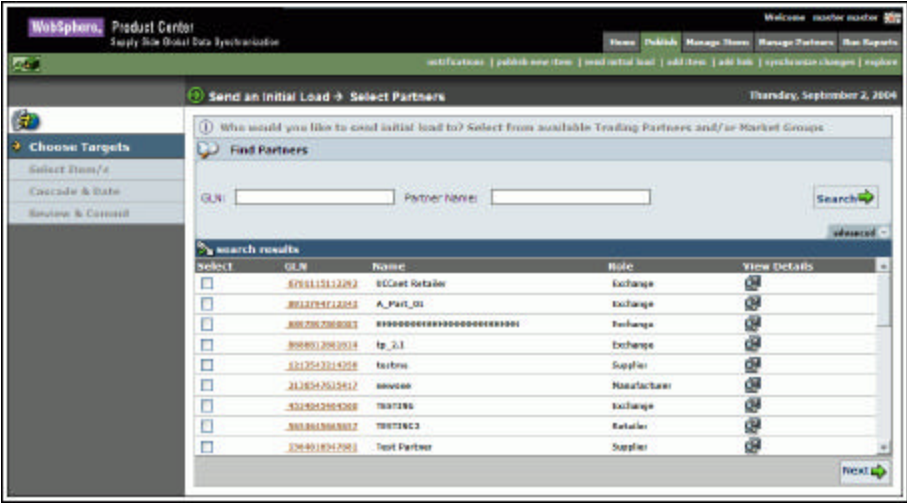 WebSphere. Product Center
Supply Side Global Data Synchronization
Welcome master master
Home Publish Manage Items Manage Partners Run Reports
notifications | publish new item | send initial load | add item | add link | synchronize changes | explore
Send an Initial Load → Select Partners
Thursday, September 2, 2004
Who would you like to send initial load to? Select from available Trading Partners and/or Market Groups
Choose Targets
Find Partners
Select Item/s
Cascade & Date
Review & Commit
GLN:
Partner Name:
Search
advanced
search results
Select GLN Name Role View Details
UCCnet Retailer Exchange
A_Part_01 Exchange
Exchange
tp_2.1 Exchange
Supplier
Manufacturer
TESTING Exchange
Retailer
Test Partner Supplier
Next